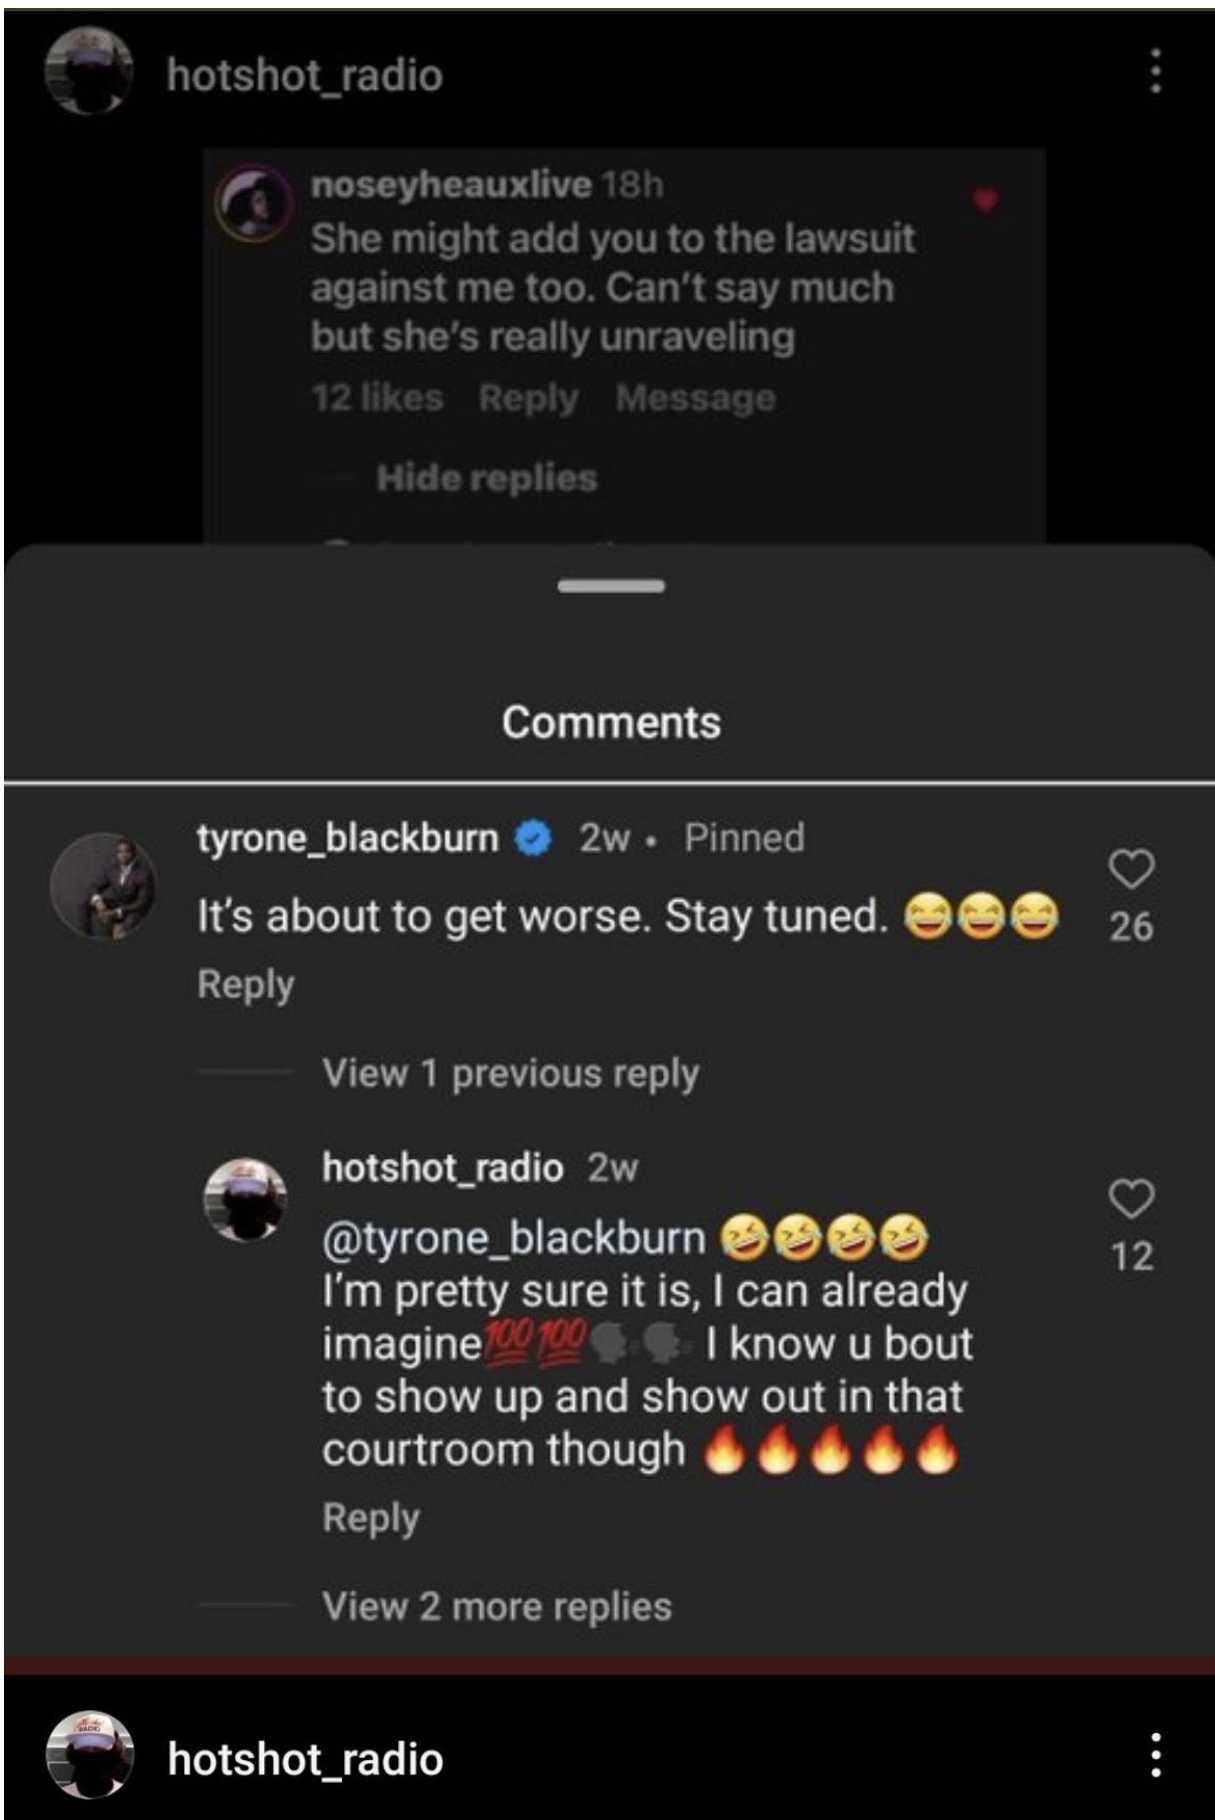 hotshot_radio
noseyheauxlive 18h
She might add you to the lawsuit
against me too. Can't say much
but she's really unraveling
12 likes Reply Message
Hide replies
Comments
tyrone_blackburn 2w • Pinned
It's about to get worse. Stay tuned. 😂😂😂
26
Reply
View 1 previous reply
hotshot_radio 2w
@tyrone_blackburn 🤣🤣🤣🤣
I'm pretty sure it is, I can already
imagine💯💯🗣🗣 I know u bout
to show up and show out in that
courtroom though 🔥🔥🔥🔥🔥
12
Reply
View 2 more replies
hotshot_radio